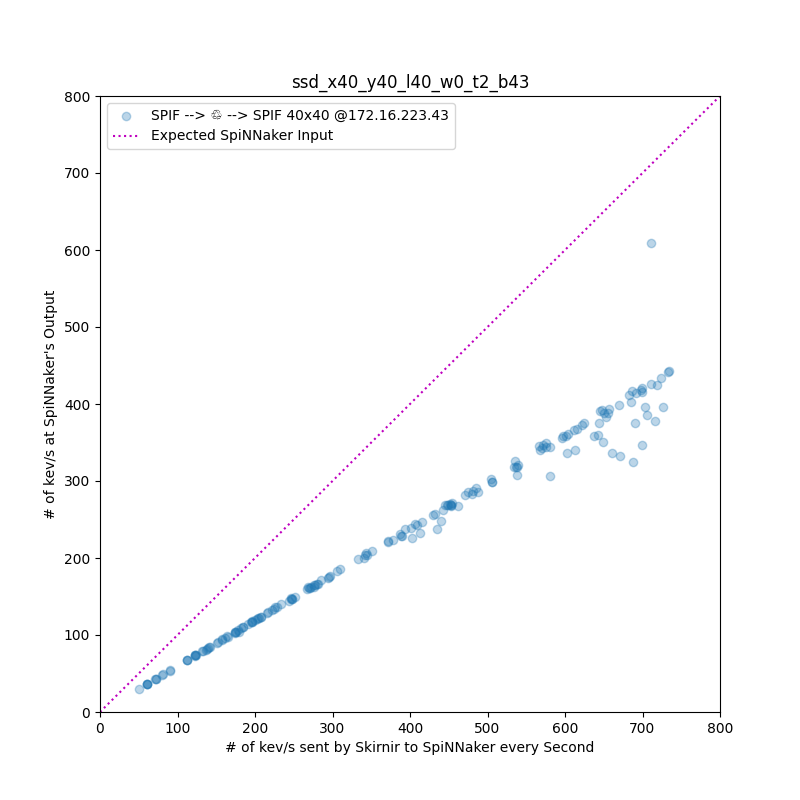 ssd_x40_y40_l40_w0_t2_b43
SPIF --> ♲ --> SPIF 40x40 @172.16.223.43
Expected SpiNNaker Input
800
700
600
500
400
300
200
100
0
# of kev/s at SpiNNaker's Output
0 100 200 300 400 500 600 700 800
# of kev/s sent by Skirnir to SpiNNaker every Second